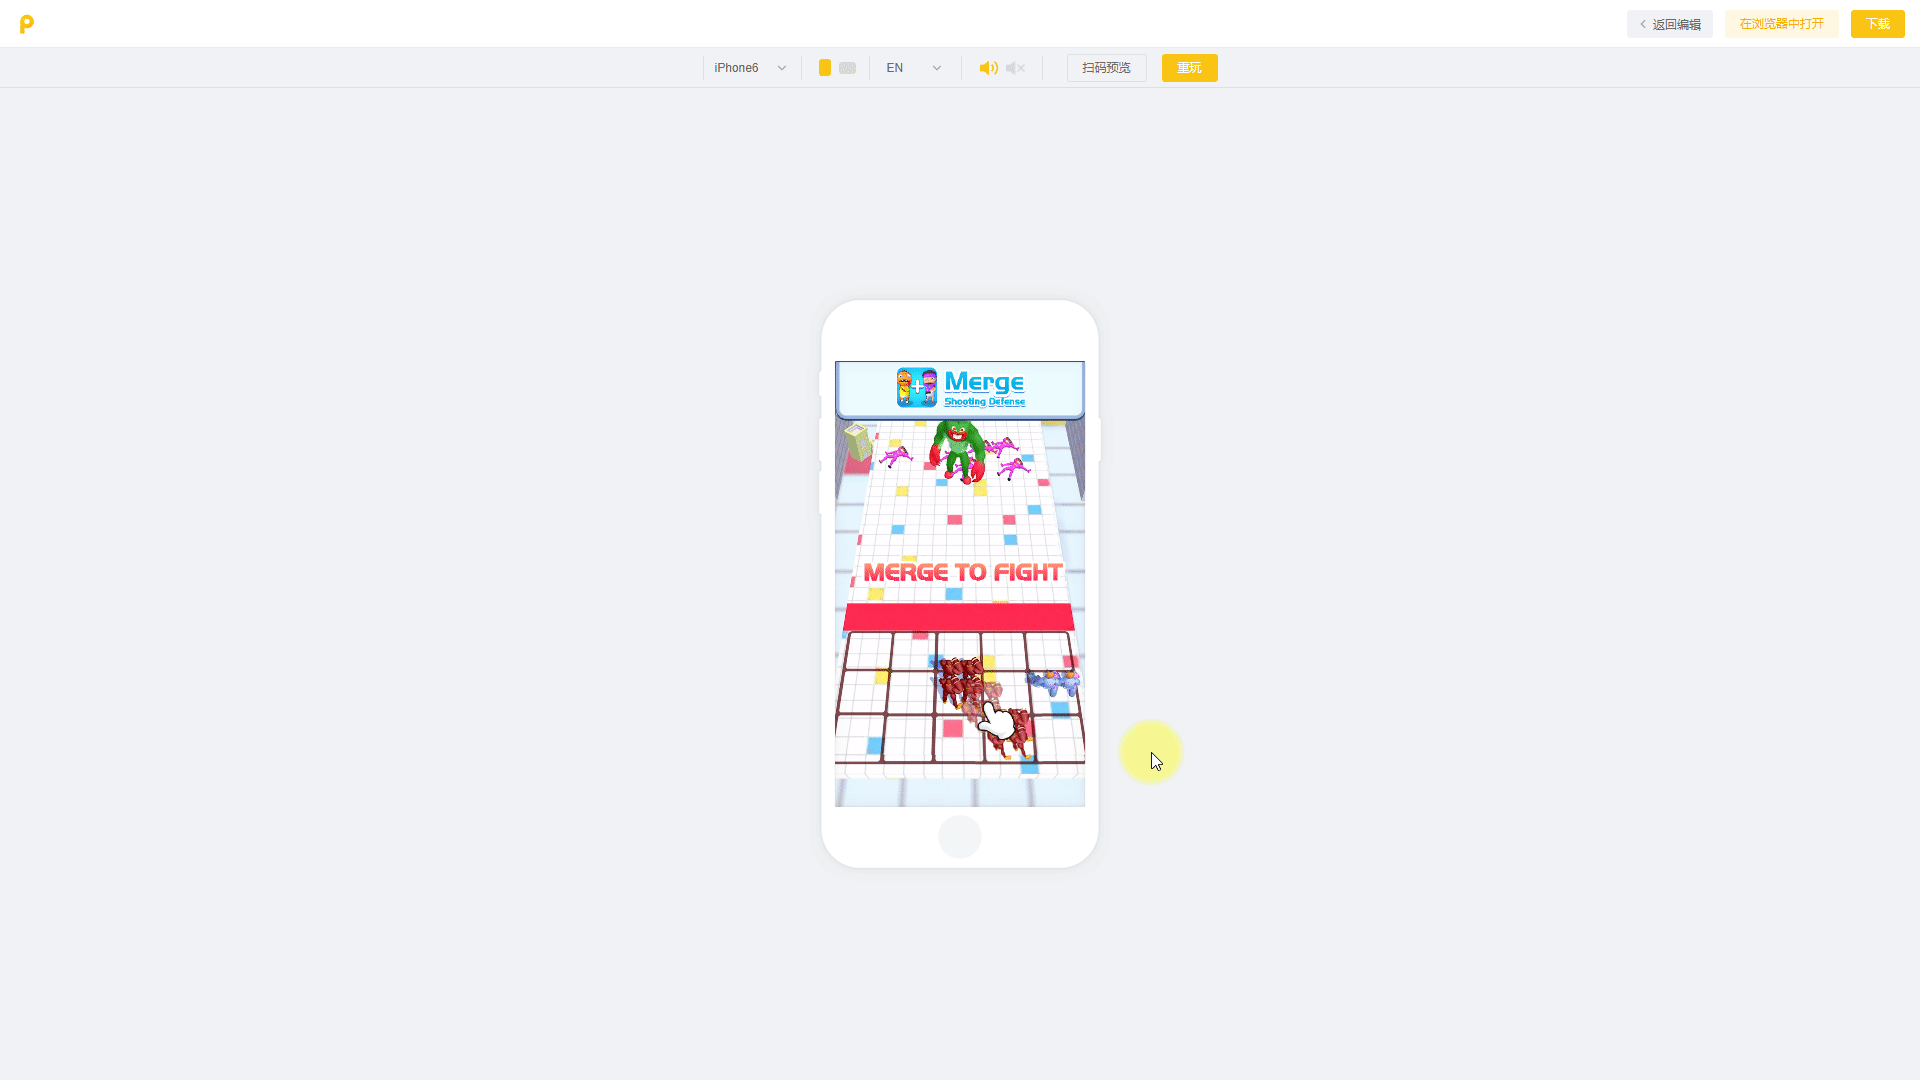 返回编辑
在浏览器中打开
下载
iPhone6
EN
扫码预览
重玩
Merge
Shooting Defense
MERGE TO FIGHT